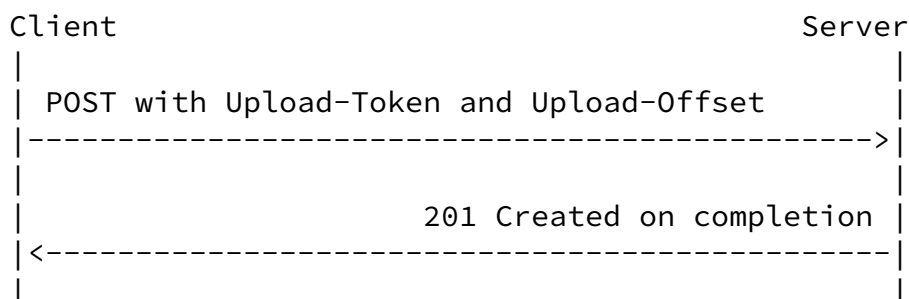 Client Server
POST with Upload-Token and Upload-Offset
201 Created on completion